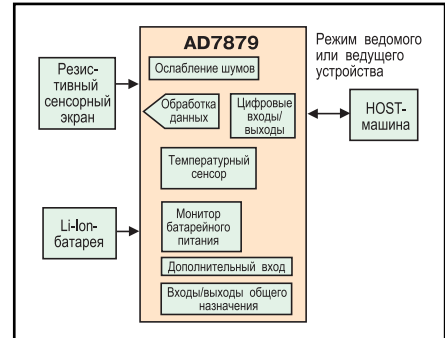 AD7879
Режим ведомого
или ведущего
устройства
Резис-
тивный
сенсорный
экран
Ослабление шумов
Обработка
данных
Цифровые
входы/
выходы
HOST-
машина
Температурный
сенсор
Li-Ion-
батарея
Монитор
батарейного
питания
Дополнительный вход
Входы/выходы общего
назначения